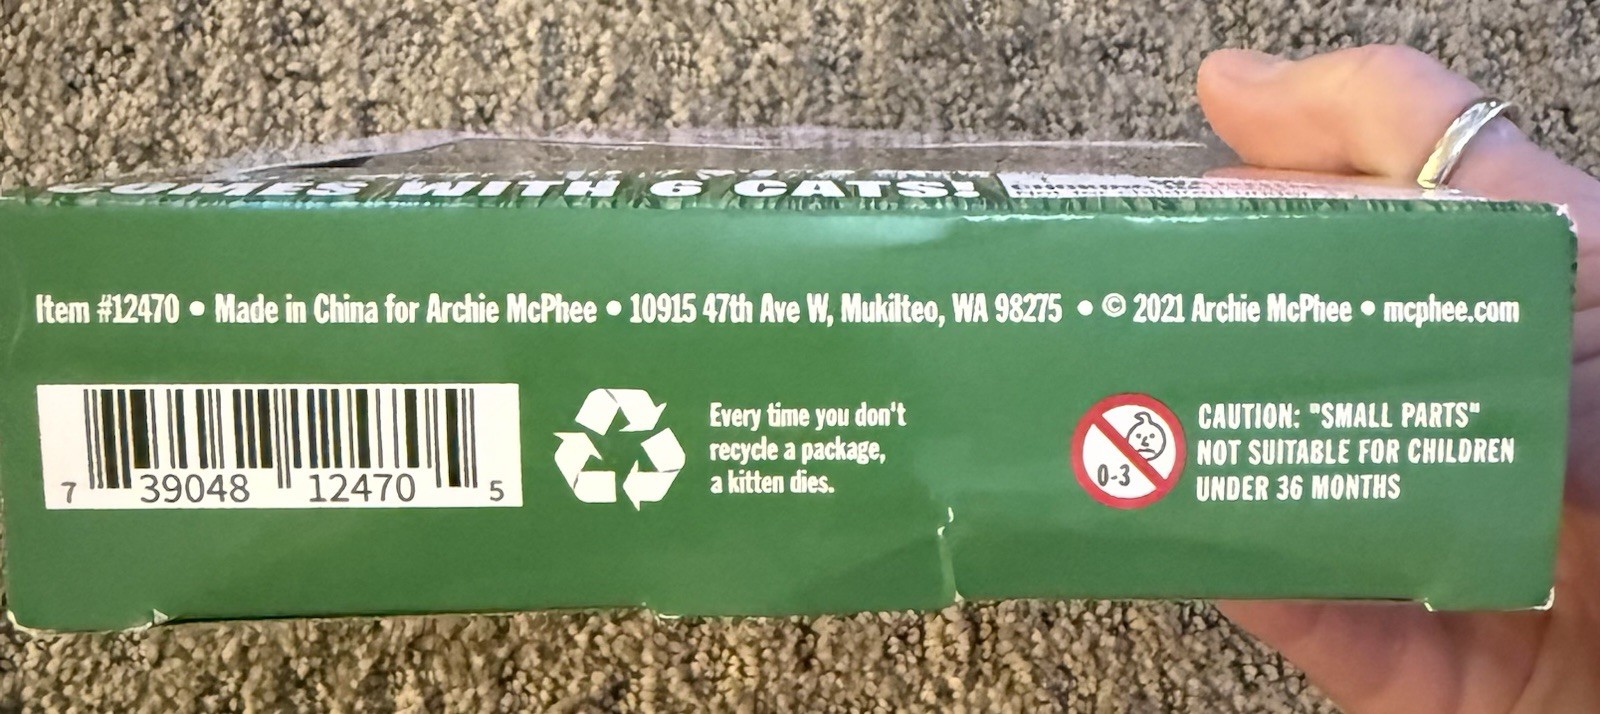 COMES WITH 6 CATS!
Item #12470 • Made in China for Archie McPhee • 10915 47th Ave W, Mukilteo, WA 98275 • © 2021 Archie McPhee • mcphee.com
7 39048 12470 5
Every time you don't
recycle a package,
a kitten dies.
0-3
CAUTION: "SMALL PARTS"
NOT SUITABLE FOR CHILDREN
UNDER 36 MONTHS